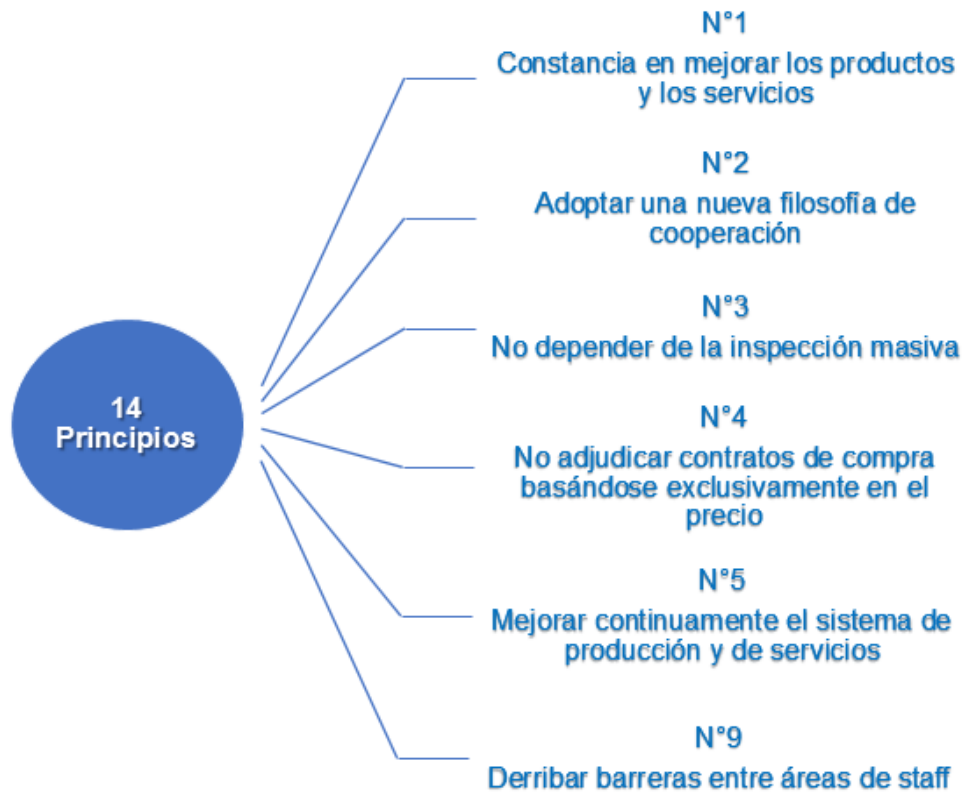 14
Principios
N°1
Constancia en mejorar los productos
y los servicios
N°2
Adoptar una nueva filosofía de
cooperación
N°3
No depender de la inspección masiva
N°4
No adjudicar contratos de compra
basándose exclusivamente en el
precio
N°5
Mejorar continuamente el sistema de
producción y de servicios
N°9
Derribar barreras entre áreas de staff